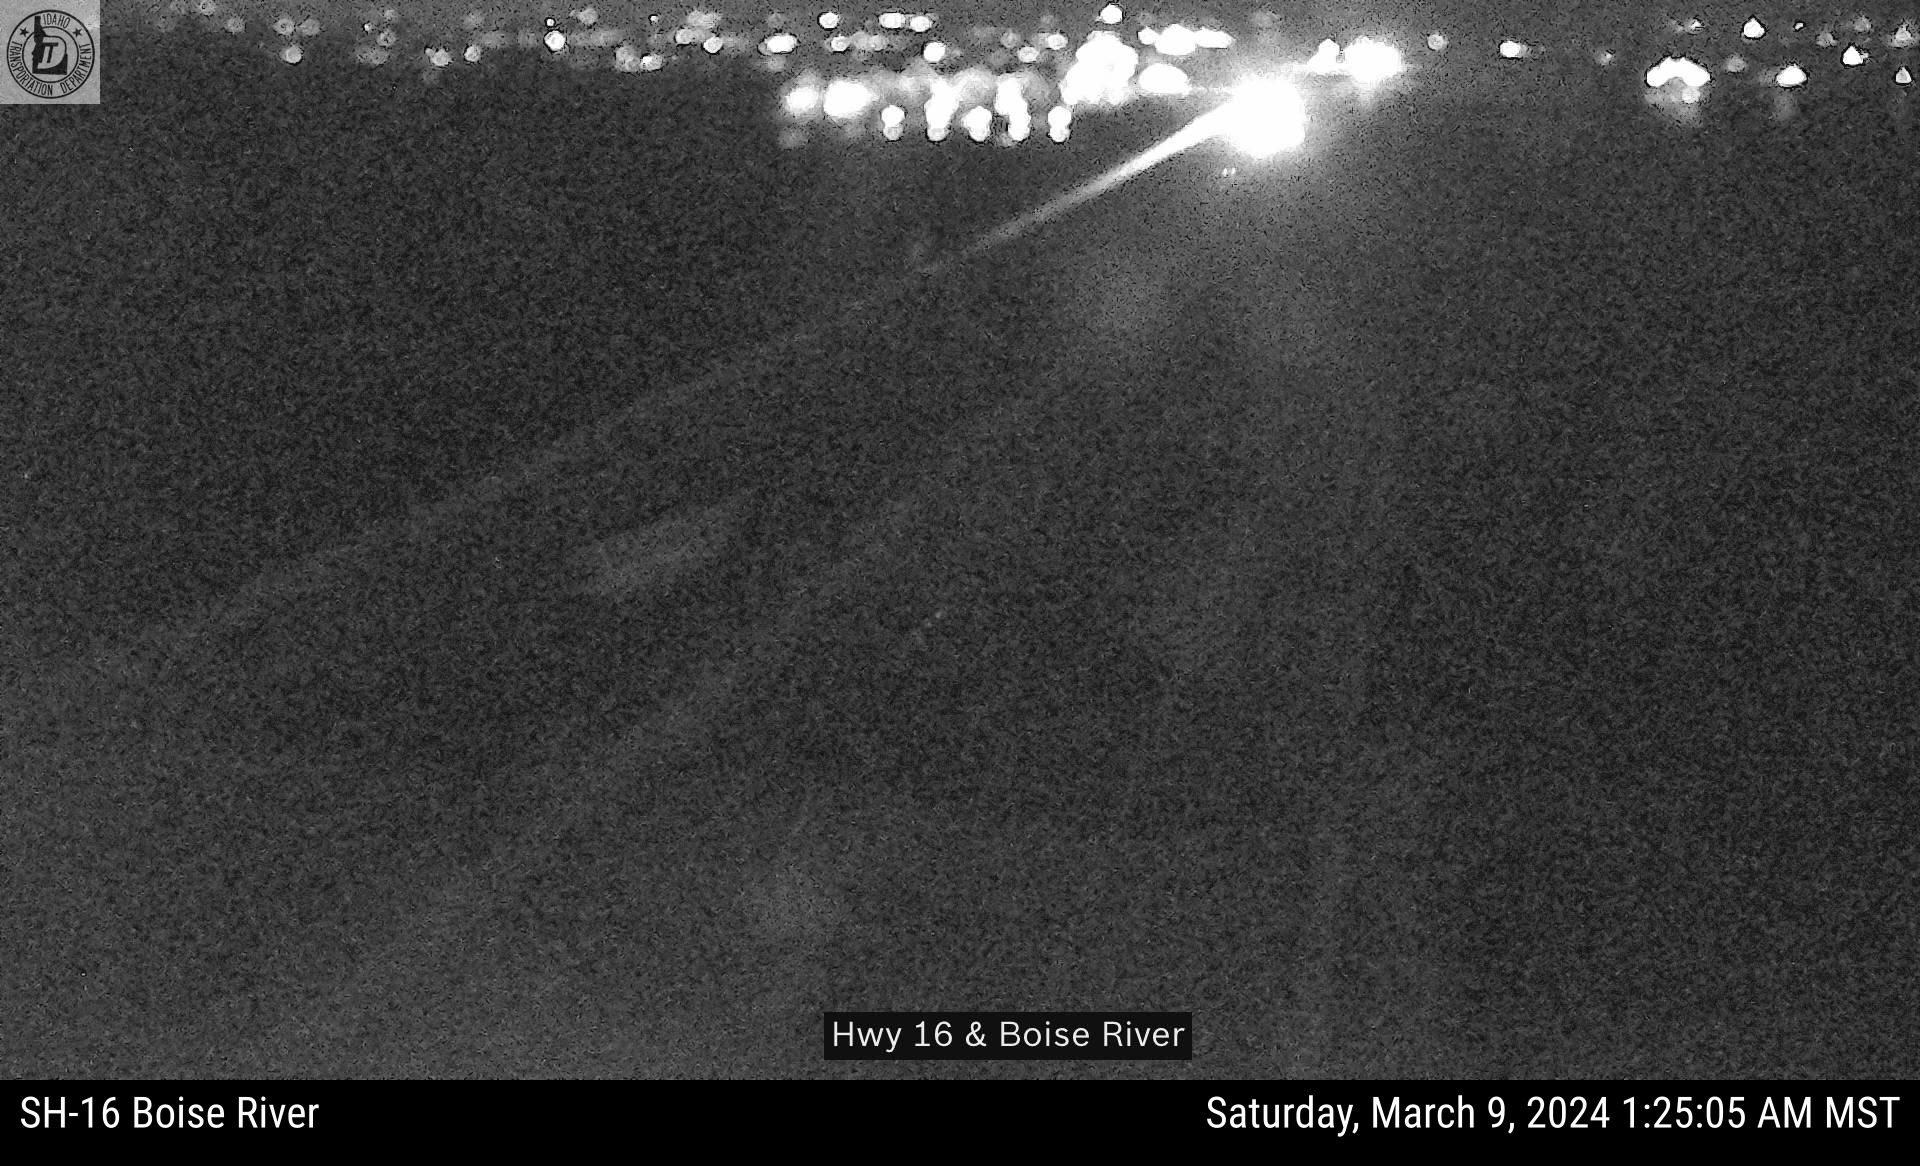 IDAHO
TRANSPORTATION DEPARTMENT
Hwy 16 & Boise River
SH-16 Boise River
Saturday, March 9, 2024 1:25:05 AM MST